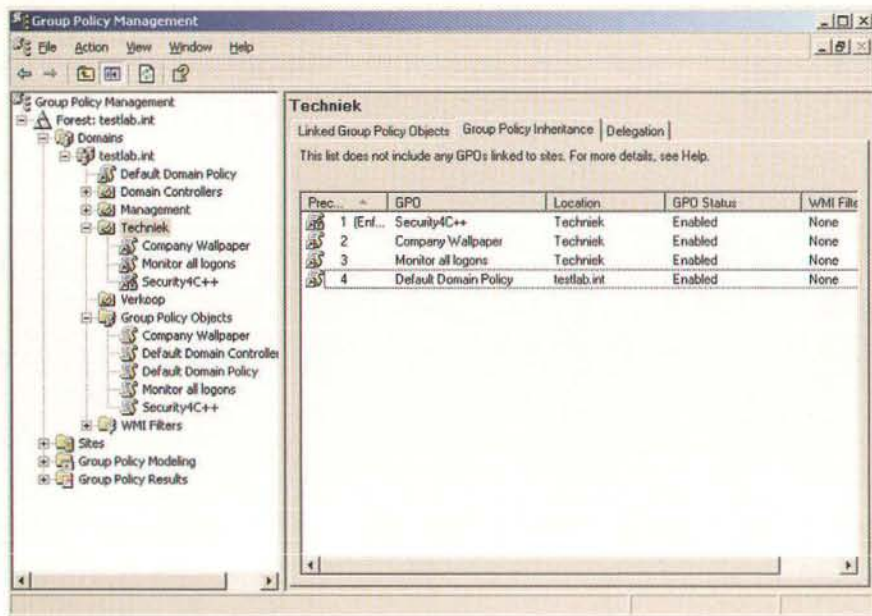 Group Policy Management
File Action View Window Help
Group Policy Management
Forest: testlab.int
Domains
testlab.int
Default Domain Policy
Domain Controllers
Management
Techniek
Company Wallpaper
Monitor all logons
Security4C++
Verkoop
Group Policy Objects
Company Wallpaper
Default Domain Controller
Default Domain Policy
Monitor all logons
Security4C++
WMI Filters
Sites
Group Policy Modeling
Group Policy Results
Techniek
Linked Group Policy Objects Group Policy Inheritance Delegation
This list does not include any GPOs linked to sites. For more details, see Help.
Prec... GPO Location GPO Status WMI Filte
1 (Enf... Security4C++ Techniek Enabled None
2 Company Wallpaper Techniek Enabled None
3 Monitor all logons Techniek Enabled None
4 Default Domain Policy testlab.int Enabled None